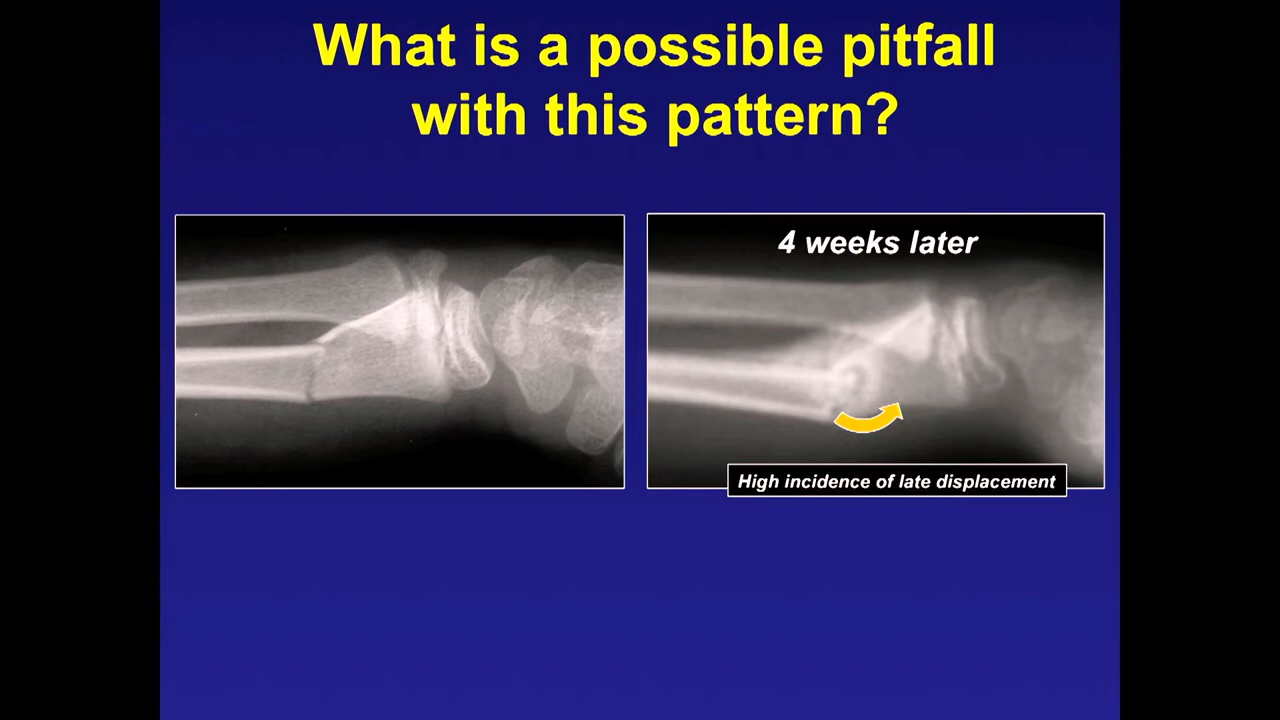 What is a possible pitfall
with this pattern?
4 weeks later
High incidence of late displacement